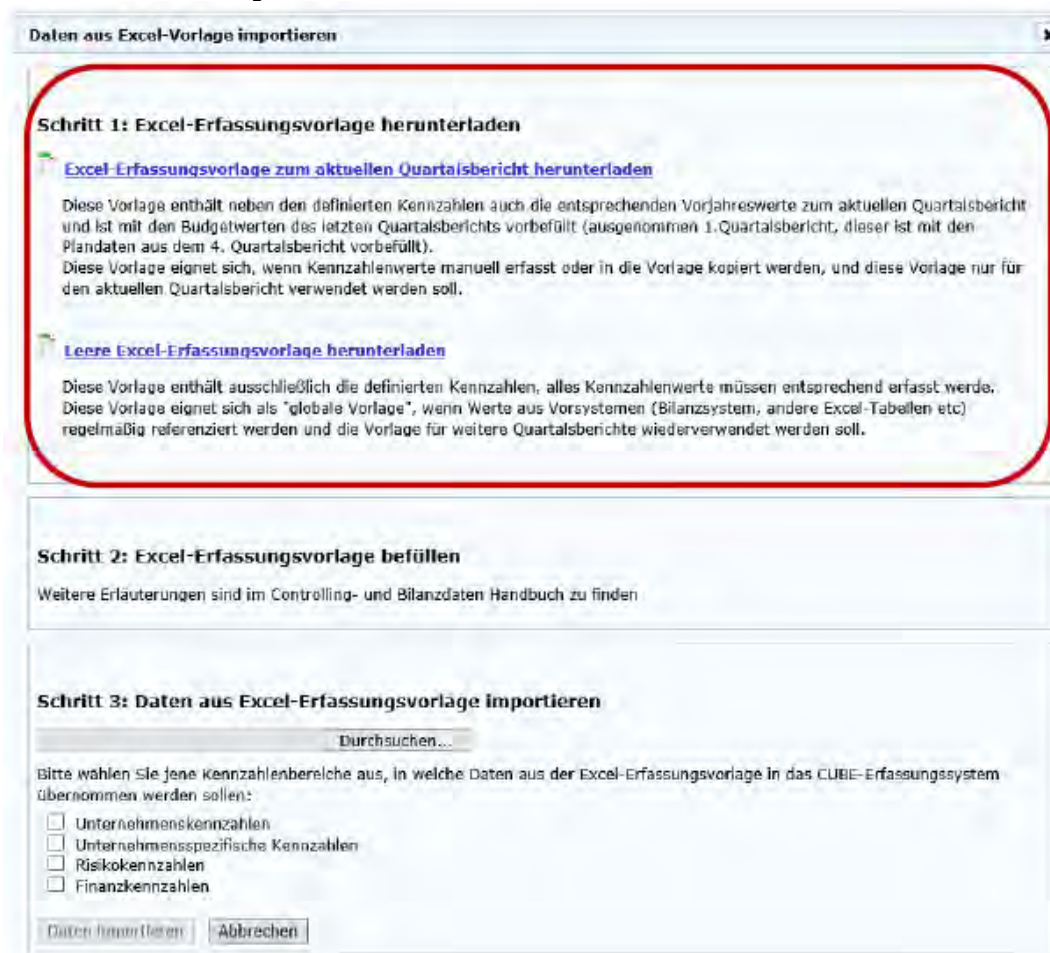 Daten aus Excel-Vorlage importieren
Schritt 1: Excel-Erfassungsvorlage herunterladen
Excel-Erfassungsvorlage zum aktuellen Quartalsbericht herunterladen
Diese Vorlage enthält neben den definierten Kennzahlen auch die entsprechenden Vorjahreswerte zum aktuellen Quartalsbericht
und ist mit den Budgetwerten des letzten Quartalsberichts vorbefüllt (ausgenommen 1.Quartalsbericht, dieser ist mit den
Plandaten aus dem 4. Quartalsbericht vorbefüllt).
Diese Vorlage eignet sich, wenn Kennzahlenwerte manuell erfasst oder in die Vorlage kopiert werden, und diese Vorlage nur für
den aktuellen Quartalsbericht verwendet werden soll.
Leere Excel-Erfassungsvorlage herunterladen
Diese Vorlage enthält ausschließlich die definierten Kennzahlen, alles Kennzahlenwerte müssen entsprechend erfasst werde.
Diese Vorlage eignet sich als "globale Vorlage", wenn Werte aus Vorsystemen (Bilanzsystem, andere Excel-Tabellen etc)
regelmäßig referenziert werden und die Vorlage für weitere Quartalsberichte wiederverwendet werden soll.
Schritt 2: Excel-Erfassungsvorlage befüllen
Weitere Erläuterungen sind im Controlling- und Bilanzdaten Handbuch zu finden
Schritt 3: Daten aus Excel-Erfassungsvorlage importieren
Durchsuchen...
Bitte wählen Sie jene Kennzahlenbereiche aus, in welche Daten aus der Excel-Erfassungsvorlage in das CUBE-Erfassungssystem
übernommen werden sollen:
Unternehmenskennzahlen
Unternehmensspezifische Kennzahlen
Risikokennzahlen
Finanzkennzahlen
Daten importieren Abbrechen